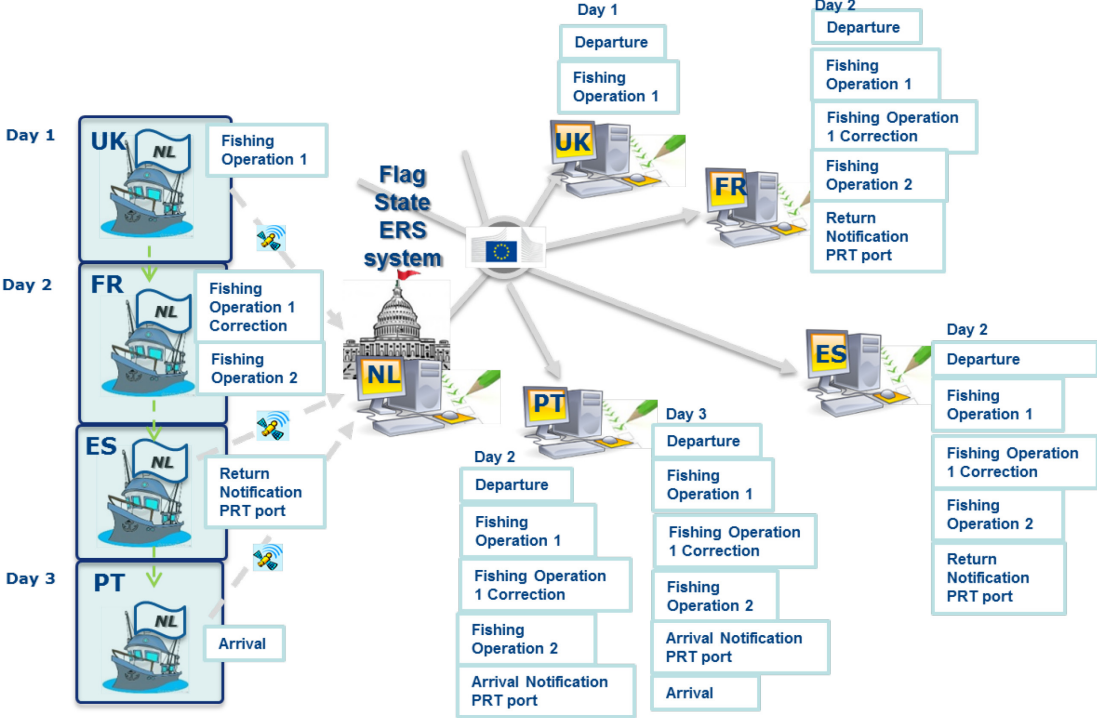 Day 1
UK
NL
Fishing
Operation 1
Day 2
FR
NL
Fishing
Operation 1
Correction
Fishing
Operation 2
ES
NL
Return
Notification
PRT port
Day 3
PT
NL
Arrival
Flag
State
ERS
system
NL
Day 1
Departure
Fishing
Operation 1
UK
Day 2
Departure
Fishing
Operation 1
Fishing Operation
1 Correction
Fishing
Operation 2
Return
Notification
PRT port
FR
ES
Day 2
Departure
Fishing
Operation 1
Fishing Operation
1 Correction
Fishing
Operation 2
Return
Notification
PRT port
PT
Day 2
Departure
Fishing
Operation 1
Fishing Operation
1 Correction
Fishing
Operation 2
Arrival Notification
PRT port
Day 3
Departure
Fishing
Operation 1
Fishing Operation
1 Correction
Fishing
Operation 2
Arrival Notification
PRT port
Arrival